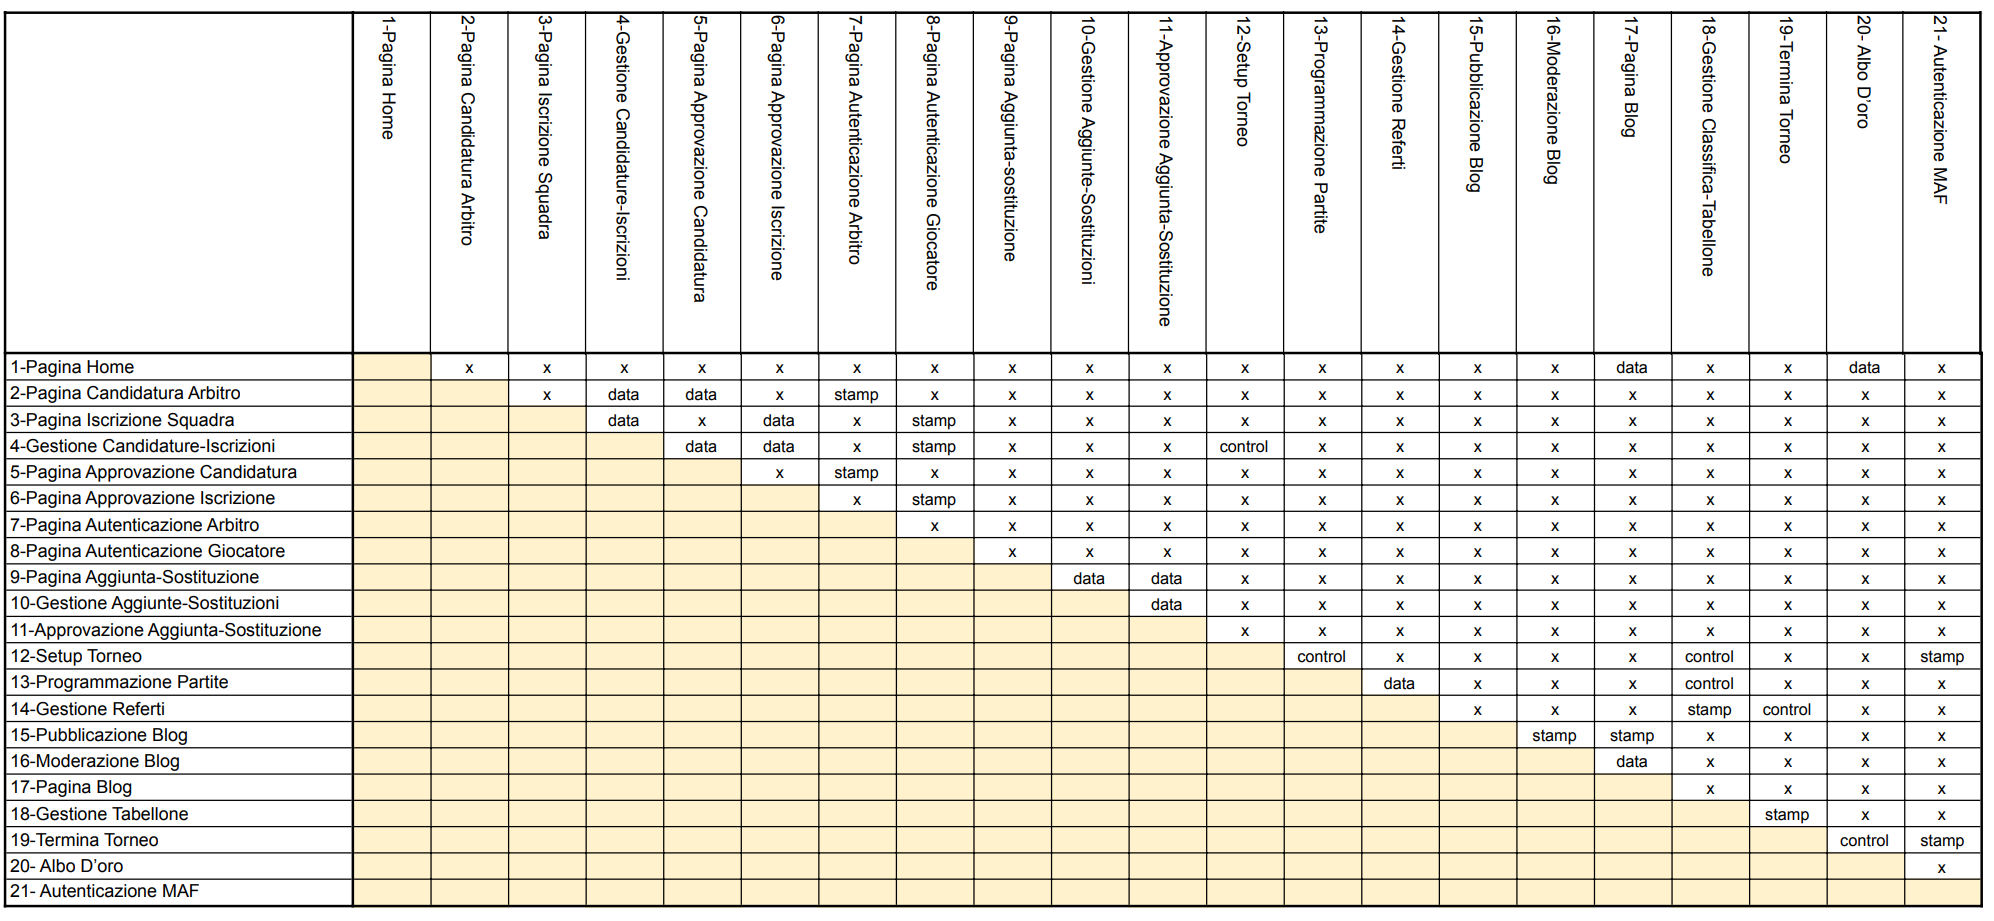 1-Pagina Home
2-Pagina Candidatura Arbitro
3-Pagina Iscrizione Squadra
4-Gestione Candidature-Iscrizioni
5-Pagina Approvazione Candidatura
6-Pagina Approvazione Iscrizione
7-Pagina Autenticazione Arbitro
8-Pagina Autenticazione Giocatore
9-Pagina Aggiunta-sostituzione
10-Gestione Aggiunte-Sostituzioni
11-Approvazione Aggiunta-Sostituzione
12-Setup Torneo
13-Programmazione Partite
14-Gestione Referti
15-Pubblicazione Blog
16-Moderazione Blog
17-Pagina Blog
18-Gestione Classifica-Tabellone
19-Termina Torneo
20- Albo D'oro
21- Autenticazione MAF
1-Pagina Home x x x x x x x x x x x x x x x data x x data x
2-Pagina Candidatura Arbitro x data data x stamp x x x x x x x x x x x x x x
3-Pagina Iscrizione Squadra data x data x stamp x x x x x x x x x x x x x
4-Gestione Candidature-Iscrizioni data data x stamp x x x control x x x x x x x x x
5-Pagina Approvazione Candidatura x stamp x x x x x x x x x x x x x x
6-Pagina Approvazione Iscrizione x stamp x x x x x x x x x x x x x
7-Pagina Autenticazione Arbitro x x x x x x x x x x x x x x
8-Pagina Autenticazione Giocatore x x x x x x x x x x x x x
9-Pagina Aggiunta-Sostituzione data data x x x x x x x x x x
10-Gestione Aggiunte-Sostituzioni data x x x x x x x x x x
11-Approvazione Aggiunta-Sostituzione x x x x x x x x x x
12-Setup Torneo control x x x x control x x stamp
13-Programmazione Partite data x x x control x x x
14-Gestione Referti x x x stamp control x x
15-Pubblicazione Blog stamp stamp x x x x
16-Moderazione Blog data x x x x
17-Pagina Blog x x x x
18-Gestione Tabellone stamp x x
19-Termina Torneo control stamp
20- Albo D'oro x
21- Autenticazione MAF